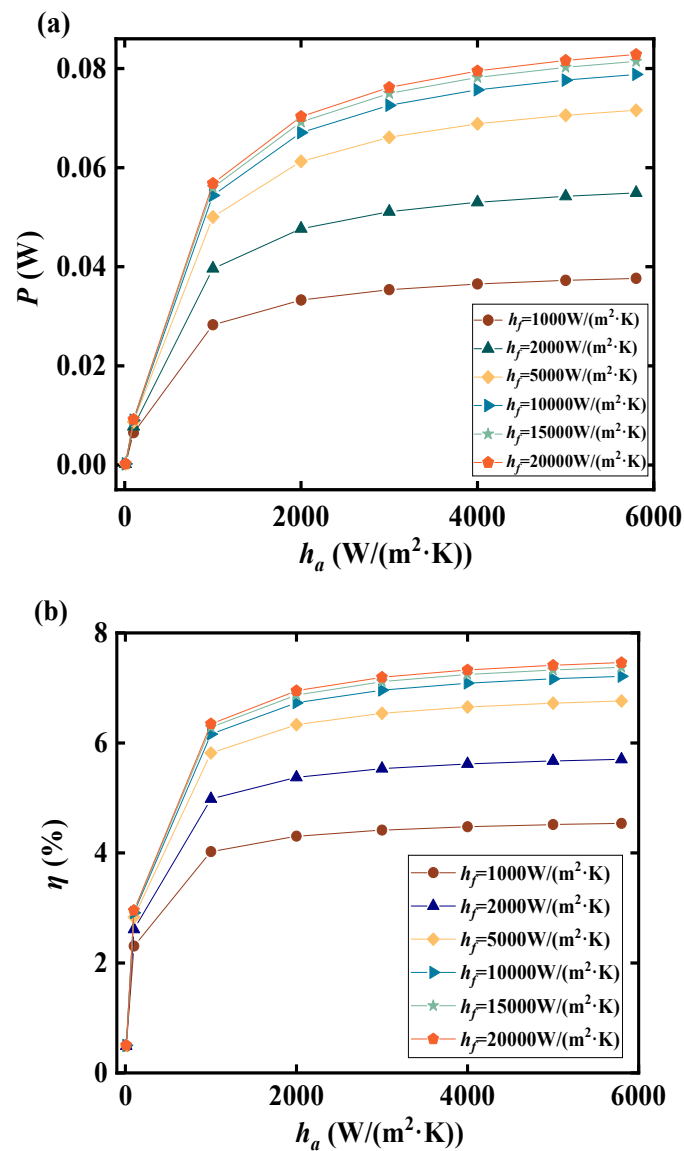 (a)
0.08
0.06
0.04
0.02
0.00
P (W)
h_f=1000W/(m²·K)
h_f=2000W/(m²·K)
h_f=5000W/(m²·K)
h_f=10000W/(m²·K)
h_f=15000W/(m²·K)
h_f=20000W/(m²·K)
0 2000 4000 6000
h_a (W/(m²·K))
(b)
8
6
4
2
0
η (%)
h_f=1000W/(m²·K)
h_f=2000W/(m²·K)
h_f=5000W/(m²·K)
h_f=10000W/(m²·K)
h_f=15000W/(m²·K)
h_f=20000W/(m²·K)
0 2000 4000 6000
h_a (W/(m²·K))